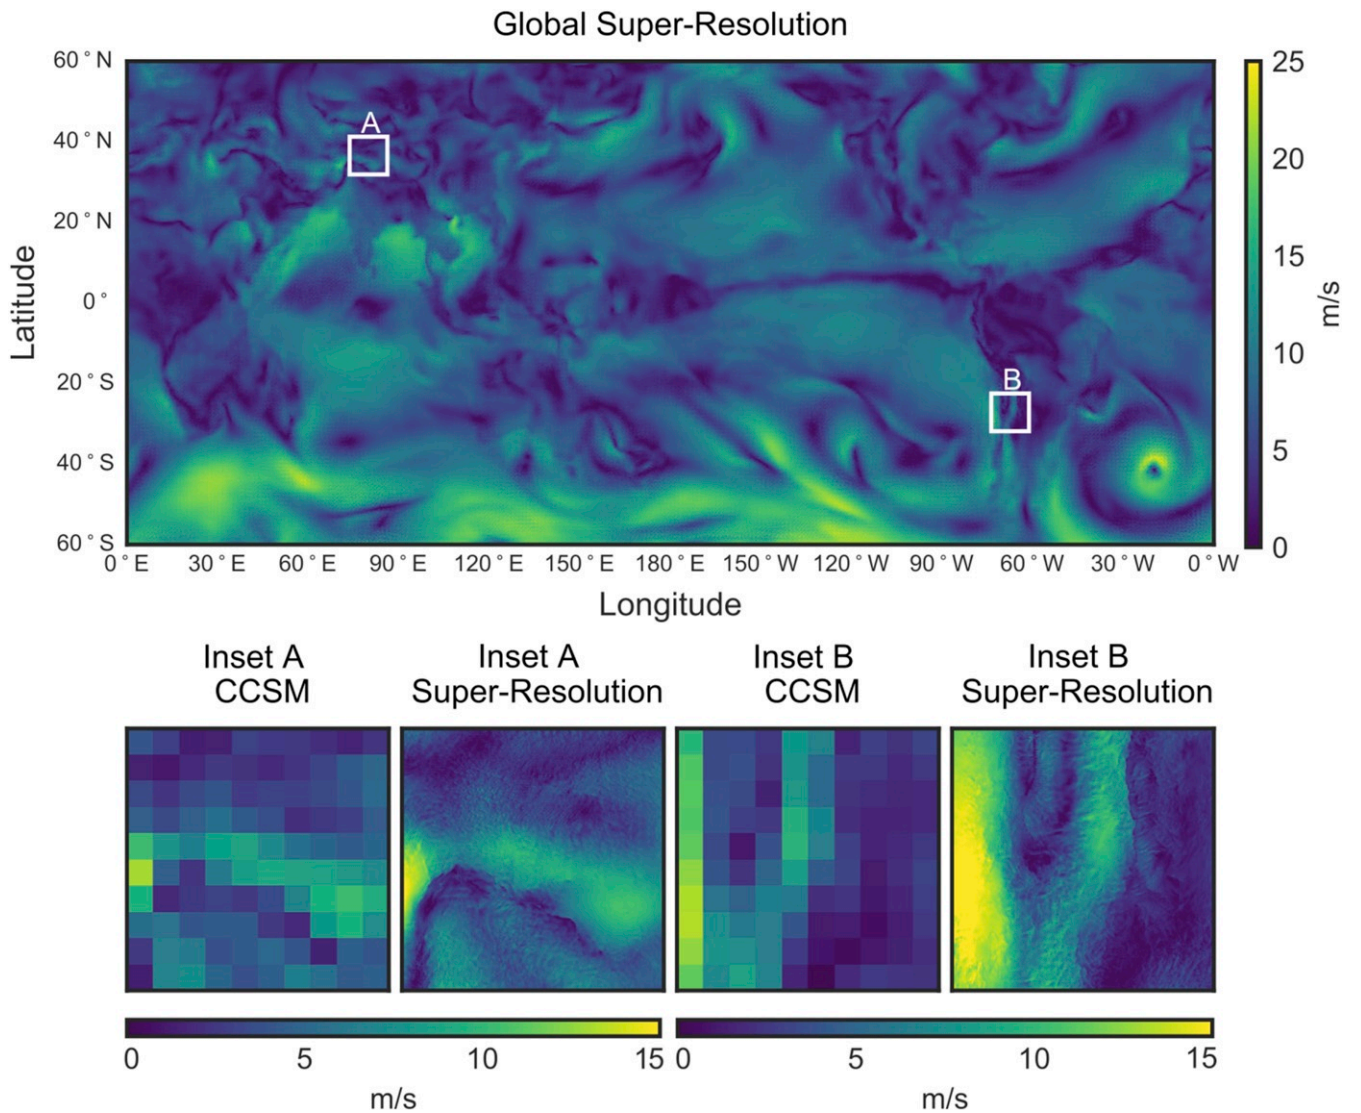 Global Super-Resolution
60°N
40°N
20°N
0°
20°S
40°S
60°S
Latitude
A
B
0°E 30°E 60°E 90°E 120°E 150°E 180°E 150°W 120°W 90°W 60°W 30°W 0°W
Longitude
25
20
15
10
5
0
m/s
Inset A
CCSM
Inset A
Super-Resolution
Inset B
CCSM
Inset B
Super-Resolution
0 5 10 15
m/s
0 5 10 15
m/s